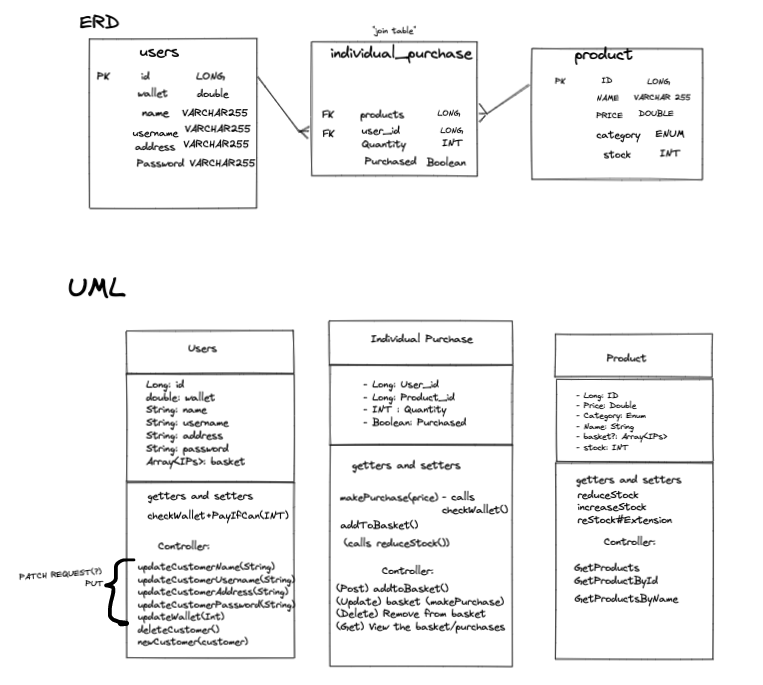 ERD
users
PK id LONG
wallet double
name VARCHAR255
username VARCHAR255
address VARCHAR255
Password VARCHAR255
"join table"
individual_purchase
FK products LONG
FK user_id LONG
Quantity INT
Purchased Boolean
product
PK ID LONG
NAME VARCHAR 255
PRICE DOUBLE
category ENUM
stock INT
UML
Users
Long: id
double: wallet
String: name
String: username
String: address
String: password
Array<IPs>: basket
getters and setters
checkWallet+PayIfCan(INT)
Controller:
PATCH REQUEST(?)
PUT
updateCustomerName(String)
updateCustomerUsername(String)
updateCustomerAddress(String)
updateCustomerPassword(String)
updateWallet(Int)
deleteCustomer()
newCustomer(customer)
Individual Purchase
- Long: User_id
- Long: Product_id
- INT : Quantity
- Boolean: Purchased
getters and setters
makePurchase(price) - calls
checkWallet()
addToBasket()
(calls reduceStock())
Controller:
(Post) addtoBasket()
(Update) basket (makePurchase)
(Delete) Remove from basket
(Get) View the basket/purchases
Product
- Long: ID
- Price: Double
- Category: Enum
- Name: String
- basket?: Array<IPs>
- stock: INT
getters and setters
reduceStock
increaseStock
reStock#Extension
Controller:
GetProducts
GetProductById
GetProductsByName